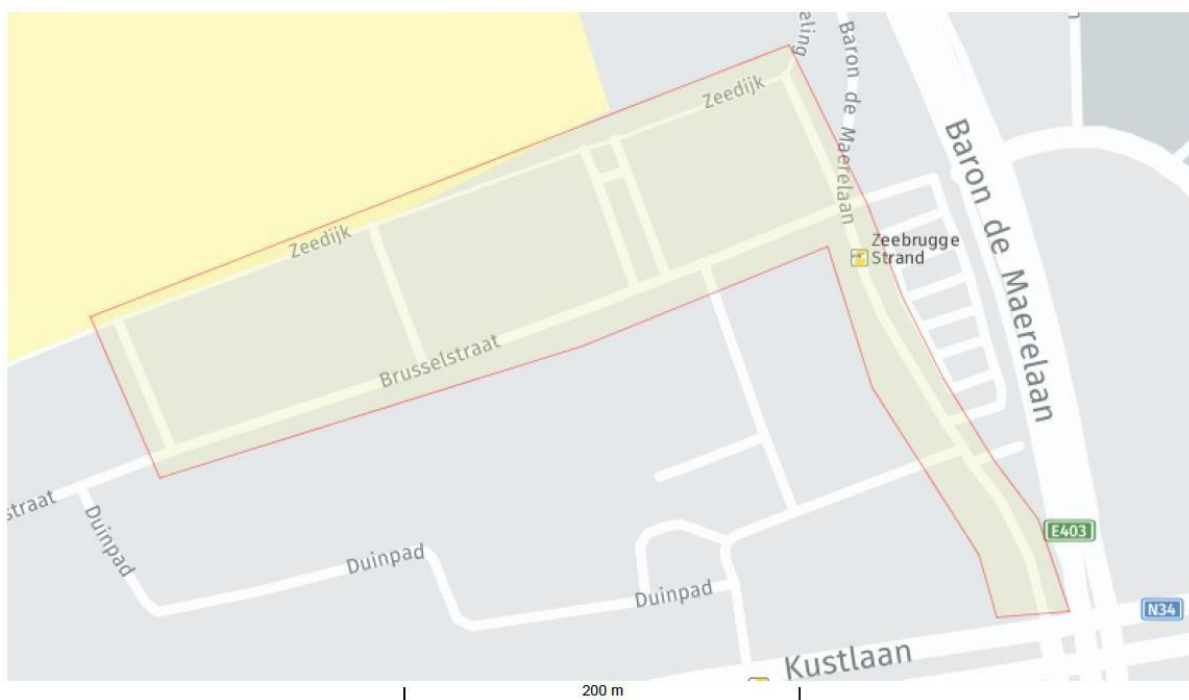 eling
Baron de Maerelaan
Zeedijk
Baron de Maerelaan
Zeedijk
Zeebrugge
Strand
Brusselstraat
straat
Duinpad
Duinpad
Duinpad
E403
N34
Kustlaan
200 m